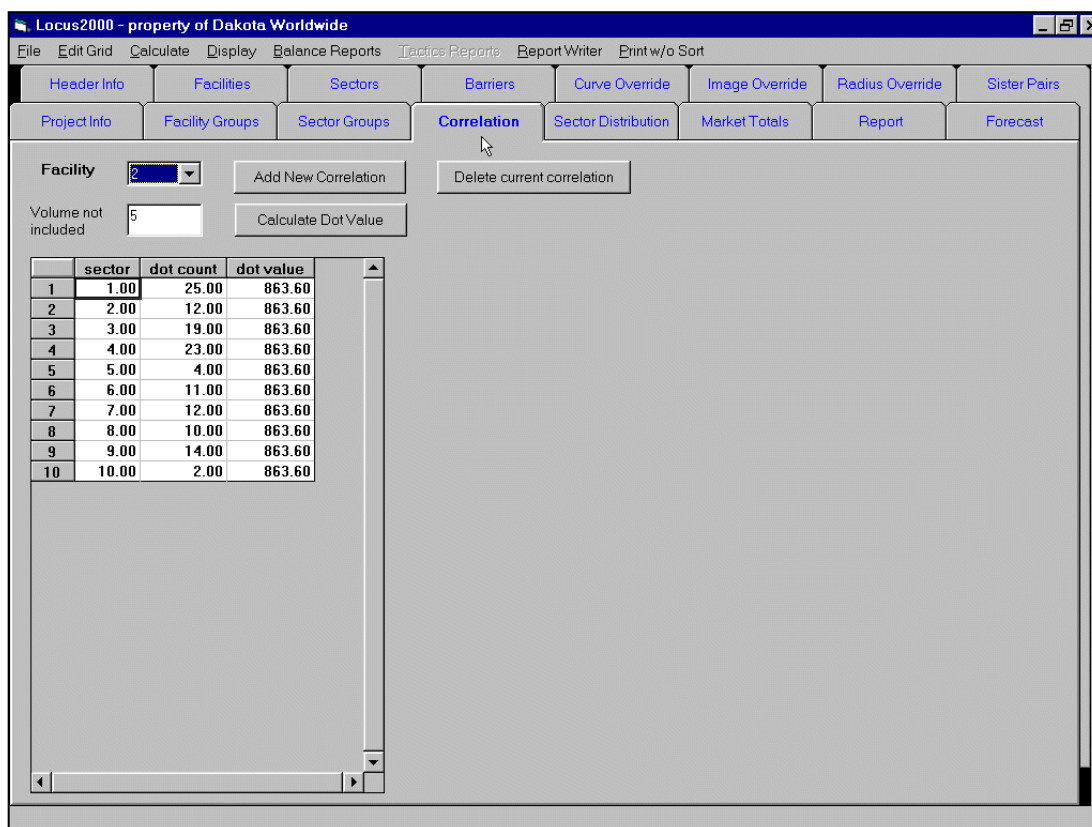 Locus2000 - property of Dakota Worldwide
File Edit Grid Calculate Display Balance Reports Tactics Reports Report Writer Print w/o Sort
Header Info Facilities Sectors Barriers Curve Override Image Override Radius Override Sister Pairs
Project Info Facility Groups Sector Groups Correlation Sector Distribution Market Totals Report Forecast
Facility 2 Add New Correlation Delete current correlation
Volume not
included 5 Calculate Dot Value
sector dot count dot value
1 1.00 25.00 863.60
2 2.00 12.00 863.60
3 3.00 19.00 863.60
4 4.00 23.00 863.60
5 5.00 4.00 863.60
6 6.00 11.00 863.60
7 7.00 12.00 863.60
8 8.00 10.00 863.60
9 9.00 14.00 863.60
10 10.00 2.00 863.60